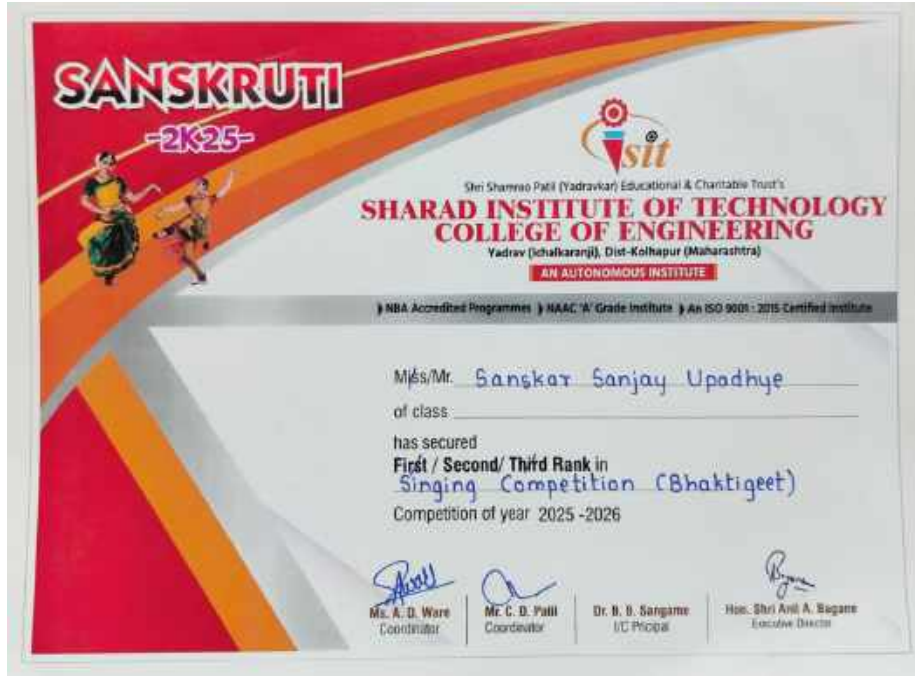 SANSKRUTI
-2K25-
sit
Shri Shamrao Patil (Yadravkar) Educational & Charitable Trust's
SHARAD INSTITUTE OF TECHNOLOGY
COLLEGE OF ENGINEERING
Yadrav (Ichalkaranji), Dist-Kolhapur (Maharashtra)
AN AUTONOMOUS INSTITUTE
NBA Accredited Programmes NAAC 'A' Grade Institute An ISO 9001 : 2015 Certified Institute
Miss/Mr. Sanskar Sanjay Upadhye
of class
has secured
First / Second/ Third Rank in
Singing Competition (Bhaktigeet)
Competition of year 2025 -2026
Ms. A. D. Ware Mr. C. D. Patil Dr. B. B. Sangame Hon. Shri Anil A. Bagane
Coordinator Coordinator I/C Pricipal Executive Director